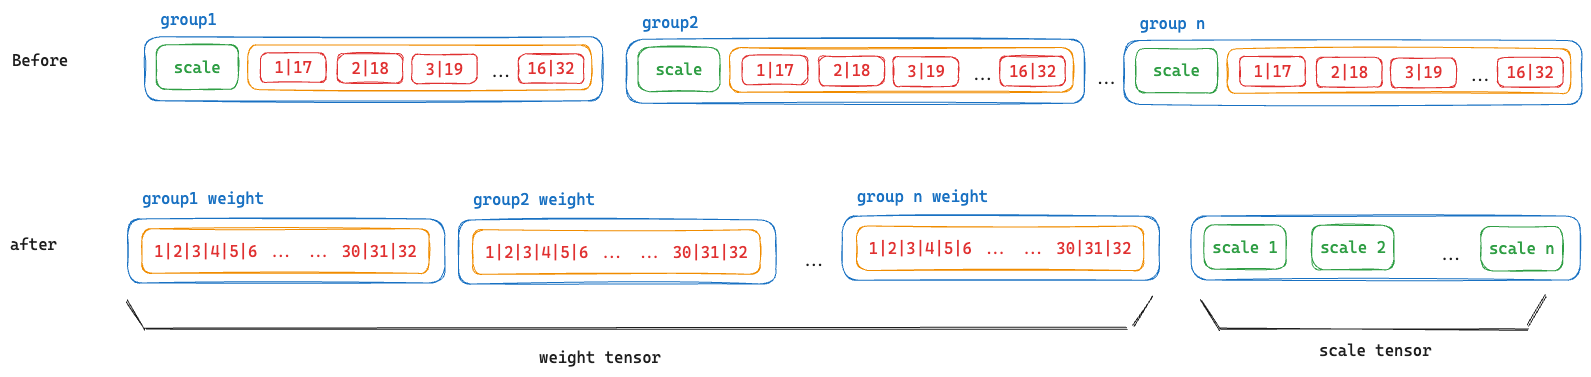 group1 group2 group n
Before scale 1|17 2|18 3|19 ... 16|32 scale 1|17 2|18 3|19 ... 16|32 ... scale 1|17 2|18 3|19 ... 16|32
group1 weight group2 weight group n weight
after 1|2|3|4|5|6 ... ... 30|31|32 1|2|3|4|5|6 ... ... 30|31|32 ... 1|2|3|4|5|6 ... ... 30|31|32 scale 1 scale 2 ... scale n
weight tensor scale tensor